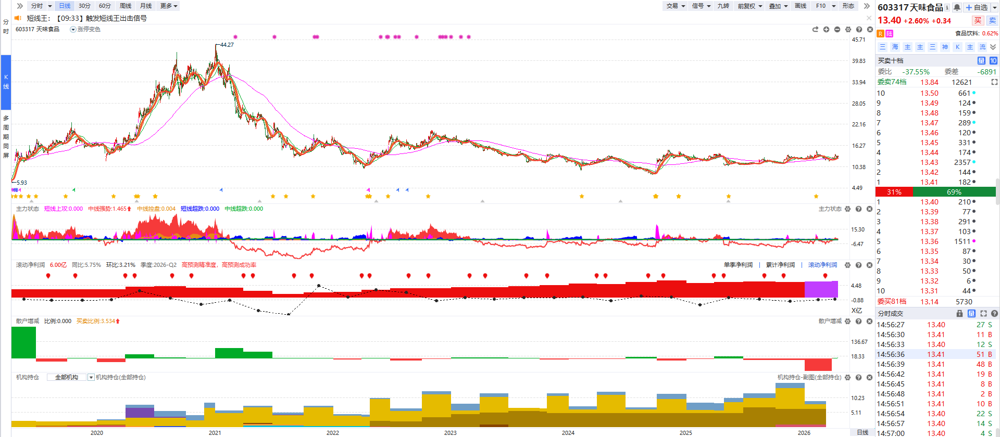 分时 日线 30分 60分 周线 月线 更多 交易 信号 九转 前复权 叠加 画线 F10 形态
短线王：【09:33】触发短线王出击信号
603317 天味食品 涨停变色
分时
K线
多周期同屏
44.27
5.93
45.71
39.83
33.94
28.05
22.16
16.27
10.38
4.49
主力状态 短线上攻:0.000 中线强势:1.465 中线控盘:0.004 短线超跌:0.000 中线超跌:0.000 主力状态
15.30
-6.47
滚动净利润 6.00亿 同比:5.75% 环比:3.21% 季度:2026-Q2 高预测精准度，高预测成功率 单季净利润 | 累计净利润 | 滚动净利润
4.48
-0.88
X亿
散户增减 比例:0.000 买卖比例:3.534 散户增减
136.67
18.33
机构持仓 全部机构 机构持仓(全部持仓) 机构持仓-副图(全部持仓)
10.23
5.11
2020 2021 2022 2023 2024 2025 2026 日线
603317 天味食品 自选
13.40 +2.60% +0.34 买 卖
R 陆 食品饮料: 0.62%
三 海 主 主 三 神 K 主 流
买卖十档 量 10
委比 -37.55% 委差 -6891
委卖74档 13.84 12621
10 13.50 661
9 13.49 124
8 13.48 159
7 13.47 289
6 13.46 120
5 13.45 331
4 13.44 174
3 13.43 2357
2 13.42 144
1 13.41 182
31% 69%
1 13.40 210
2 13.39 77
3 13.38 291
4 13.37 103
5 13.36 1511
6 13.35 87
7 13.34 30
8 13.33 50
9 13.32 6
10 13.31 44
委买81档 13.14 5730
分时成交 量
14:56:27 13.40 27 S
14:56:30 13.41 11 B
14:56:33 13.40 12 S
14:56:36 13.41 51 B
14:56:39 13.41 48 B
14:56:42 13.41 19 B
14:56:45 13.41 8 B
14:56:48 13.41 2 B
14:56:51 13.41 10 B
14:56:54 13.40 22 S
14:56:57 13.40 14 S
14:57:00 13.40 4 S